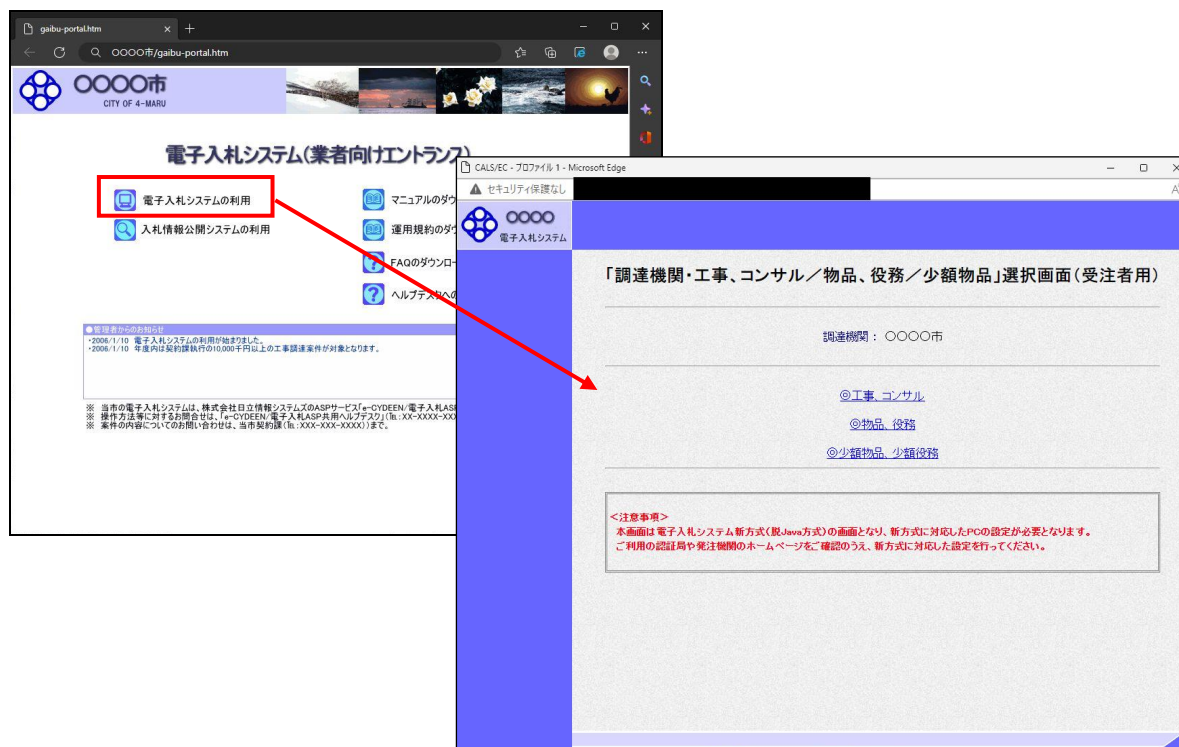 gaibu-portal.htm
〇〇〇〇市/gaibu-portal.htm
〇〇〇〇市
CITY OF 4-MARU
電子入札システム(業者向けエントランス)
電子入札システムの利用
マニュアルのダウ
入札情報公開システムの利用
運用規約のダウ
FAQのダウンロー
ヘルプデスクへの
●管理者からのお知らせ
・2006/1/10 電子入札システムの利用が始まりました。
・2006/1/10 年度内は契約課執行の10,000千円以上の工事調達案件が対象となります。
※ 当市の電子入札システムは、株式会社日立情報システムズのASPサービス「e-CYDEEN/電子入札ASP
※ 操作方法等に対するお問合せは、「e-CYDEEN/電子入札ASP共用ヘルプデスク」(℡:XX-XXXX-XXX
※ 案件の内容についてのお問い合わせは、当市契約課(℡:XXX-XXX-XXXX))まで。
CALS/EC - プロファイル 1 - Microsoft Edge
セキュリティ保護なし
〇〇〇〇
電子入札システム
「調達機関・工事、コンサル/物品、役務/少額物品」選択画面(受注者用)
調達機関: 〇〇〇〇市
◎工事、コンサル
◎物品、役務
◎少額物品、少額役務
<注意事項>
本画面は電子入札システム新方式(脱Java方式)の画面となり、新方式に対応したPCの設定が必要となります。
ご利用の認証局や発注機関のホームページをご確認のうえ、新方式に対応した設定を行ってください。